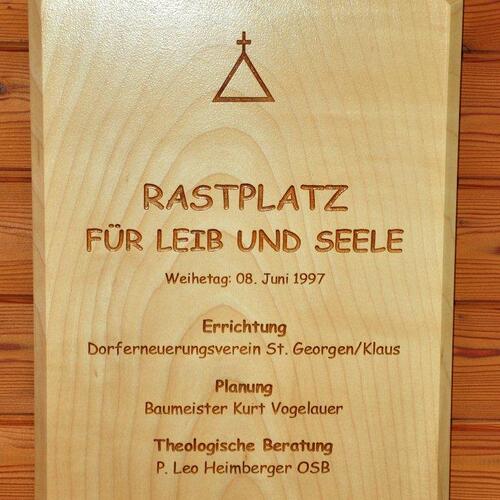 RASTPLATZ
FÜR LEIB UND SEELE
Weihetag: 08. Juni 1997
Errichtung
Dorferneuerungsverein St. Georgen/Klaus
Planung
Baumeister Kurt Vogelauer
Theologische Beratung
P. Leo Heimberger OSB